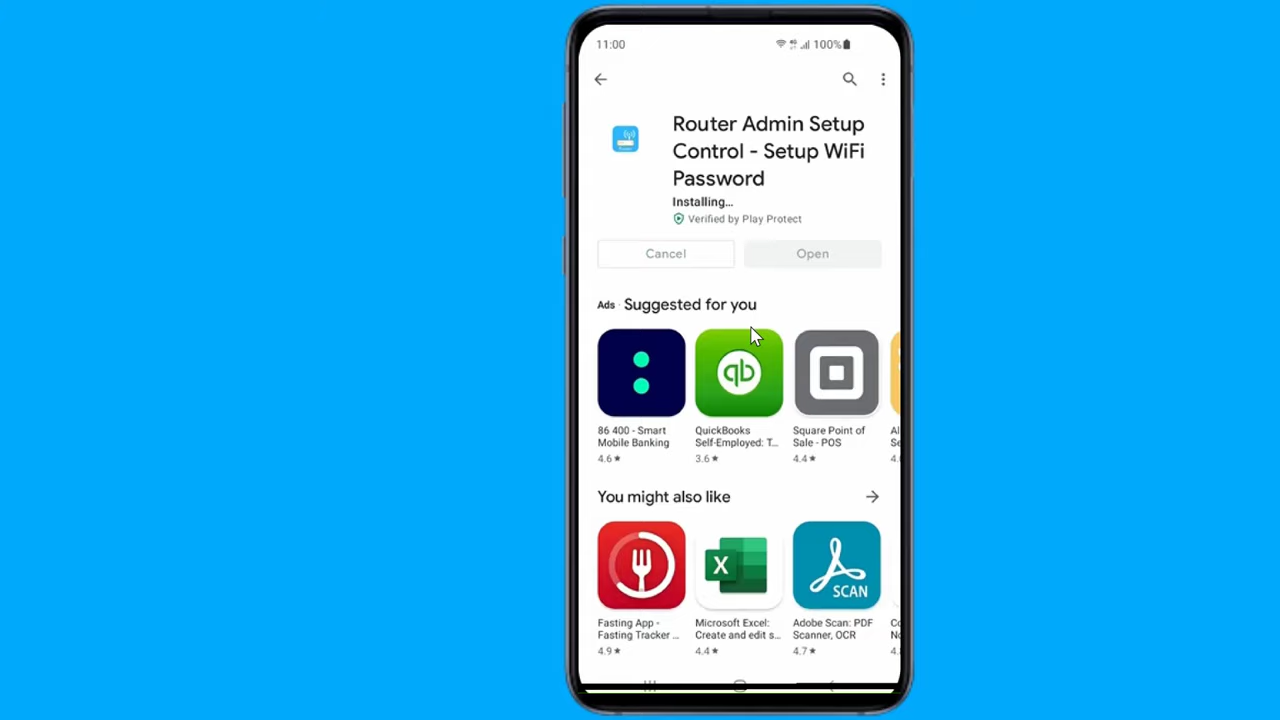 11:00
100%
Router Admin Setup
Control - Setup WiFi
Password
Installing...
Verified by Play Protect
Cancel
Open
Ads · Suggested for you
qb
86 400 - Smart
Mobile Banking
4.6★
QuickBooks
Self-Employed: T...
3.6★
Square Point of
Sale - POS
4.4★
Al
Se
You might also like
X
SCAN
Fasting App -
Fasting Tracker ...
4.9★
Microsoft Excel:
Create and edit s...
4.4★
Adobe Scan: PDF
Scanner, OCR
4.7★